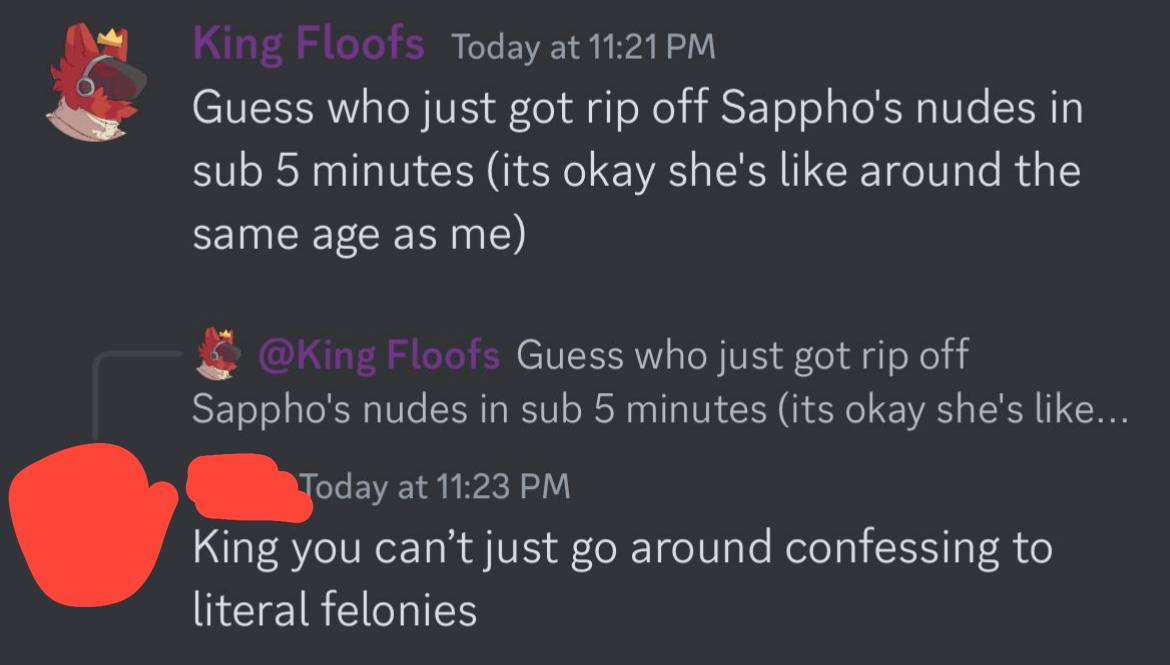 King Floofs Today at 11:21 PM
Guess who just got rip off Sappho's nudes in
sub 5 minutes (its okay she's like around the
same age as me)
@King Floofs Guess who just got rip off
Sappho's nudes in sub 5 minutes (its okay she's like...
Today at 11:23 PM
King you can’t just go around confessing to
literal felonies